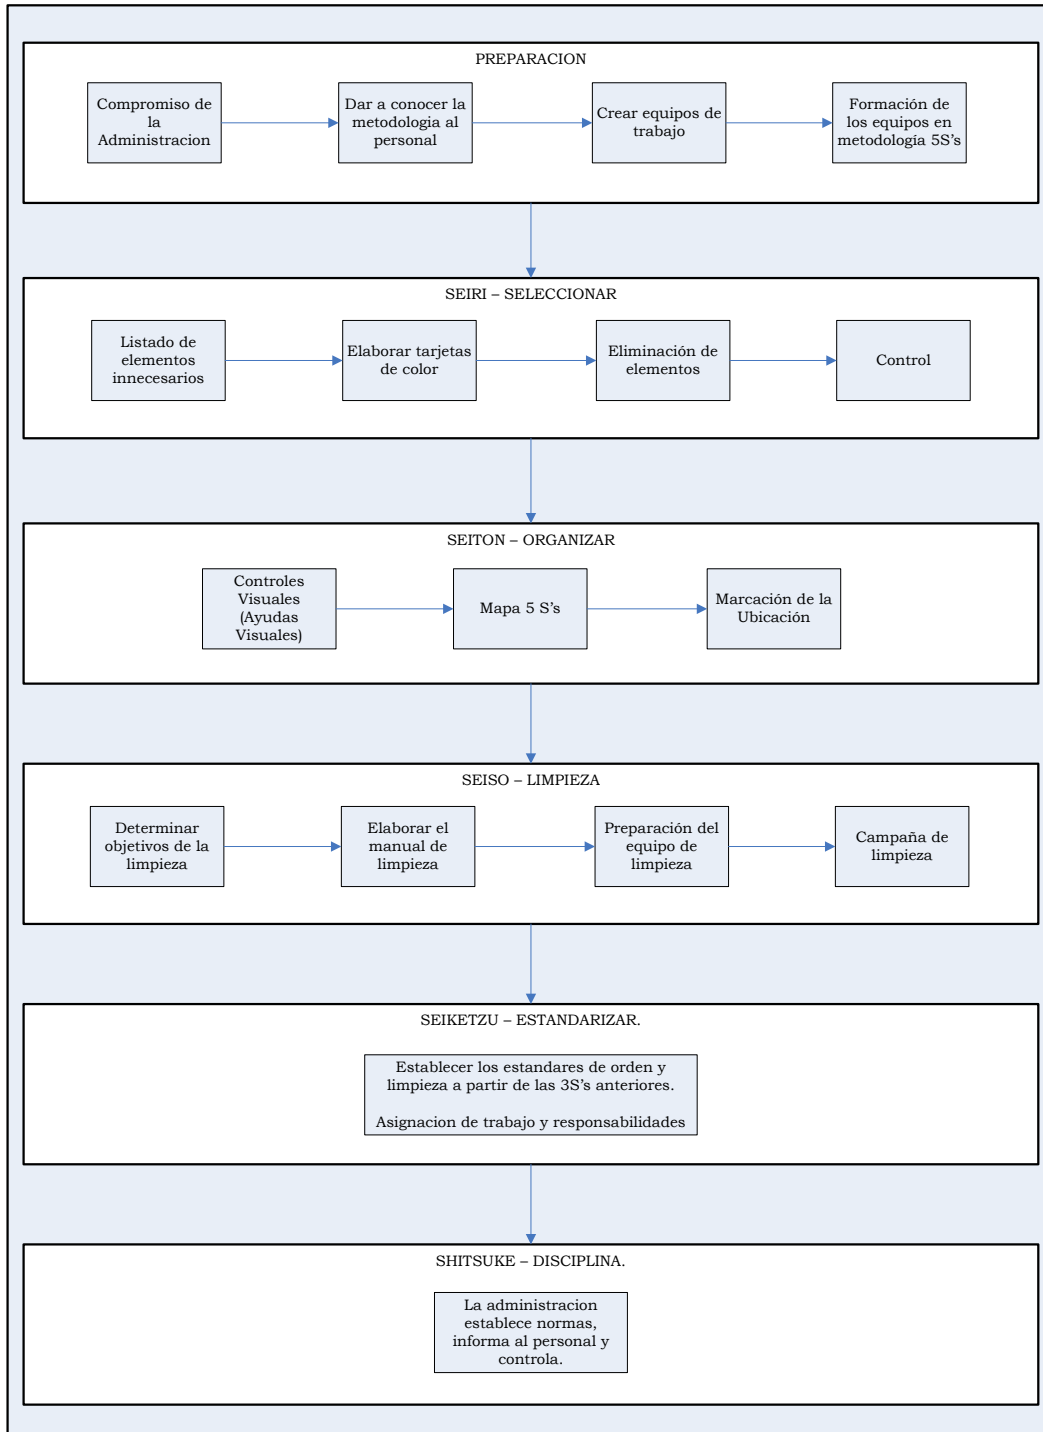 PREPARACION
Compromiso de
la
Administracion
Dar a conocer la
metodologia al
personal
Crear equipos de
trabajo
Formación de
los equipos en
metodología 5S’s
SEIRI – SELECCIONAR
Listado de
elementos
innecesarios
Elaborar tarjetas
de color
Eliminación de
elementos
Control
SEITON – ORGANIZAR
Controles
Visuales
(Ayudas
Visuales)
Mapa 5 S’s
Marcación de la
Ubicación
SEISO – LIMPIEZA
Determinar
objetivos de la
limpieza
Elaborar el
manual de
limpieza
Preparación del
equipo de
limpieza
Campaña de
limpieza
SEIKETZU – ESTANDARIZAR.
Establecer los estandares de orden y
limpieza a partir de las 3S’s anteriores.
Asignacion de trabajo y responsabilidades
SHITSUKE – DISCIPLINA.
La administracion
establece normas,
informa al personal y
controla.